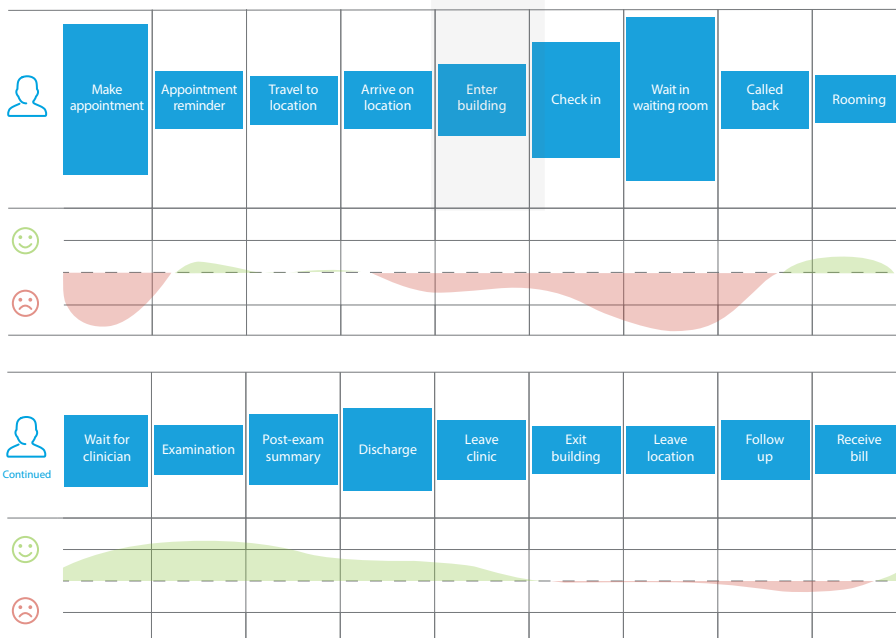 Make
appointment
Appointment
reminder
Travel to
location
Arrive on
location
Enter
building
Check in
Wait in
waiting room
Called
back
Rooming
Continued
Wait for
clinician
Examination
Post-exam
summary
Discharge
Leave
clinic
Exit
building
Leave
location
Follow
up
Receive
bill